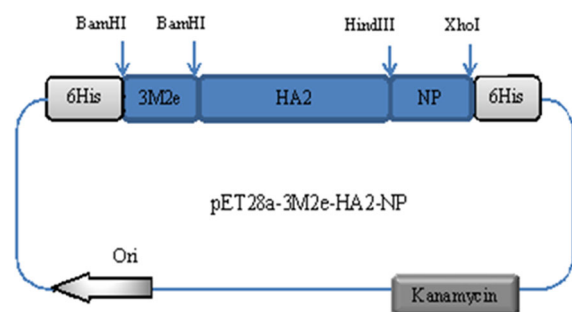 BamHI BamHI HindIII XhoI
6His 3M2e HA2 NP 6His
pET28a-3M2e-HA2-NP
Ori
Kanamycin